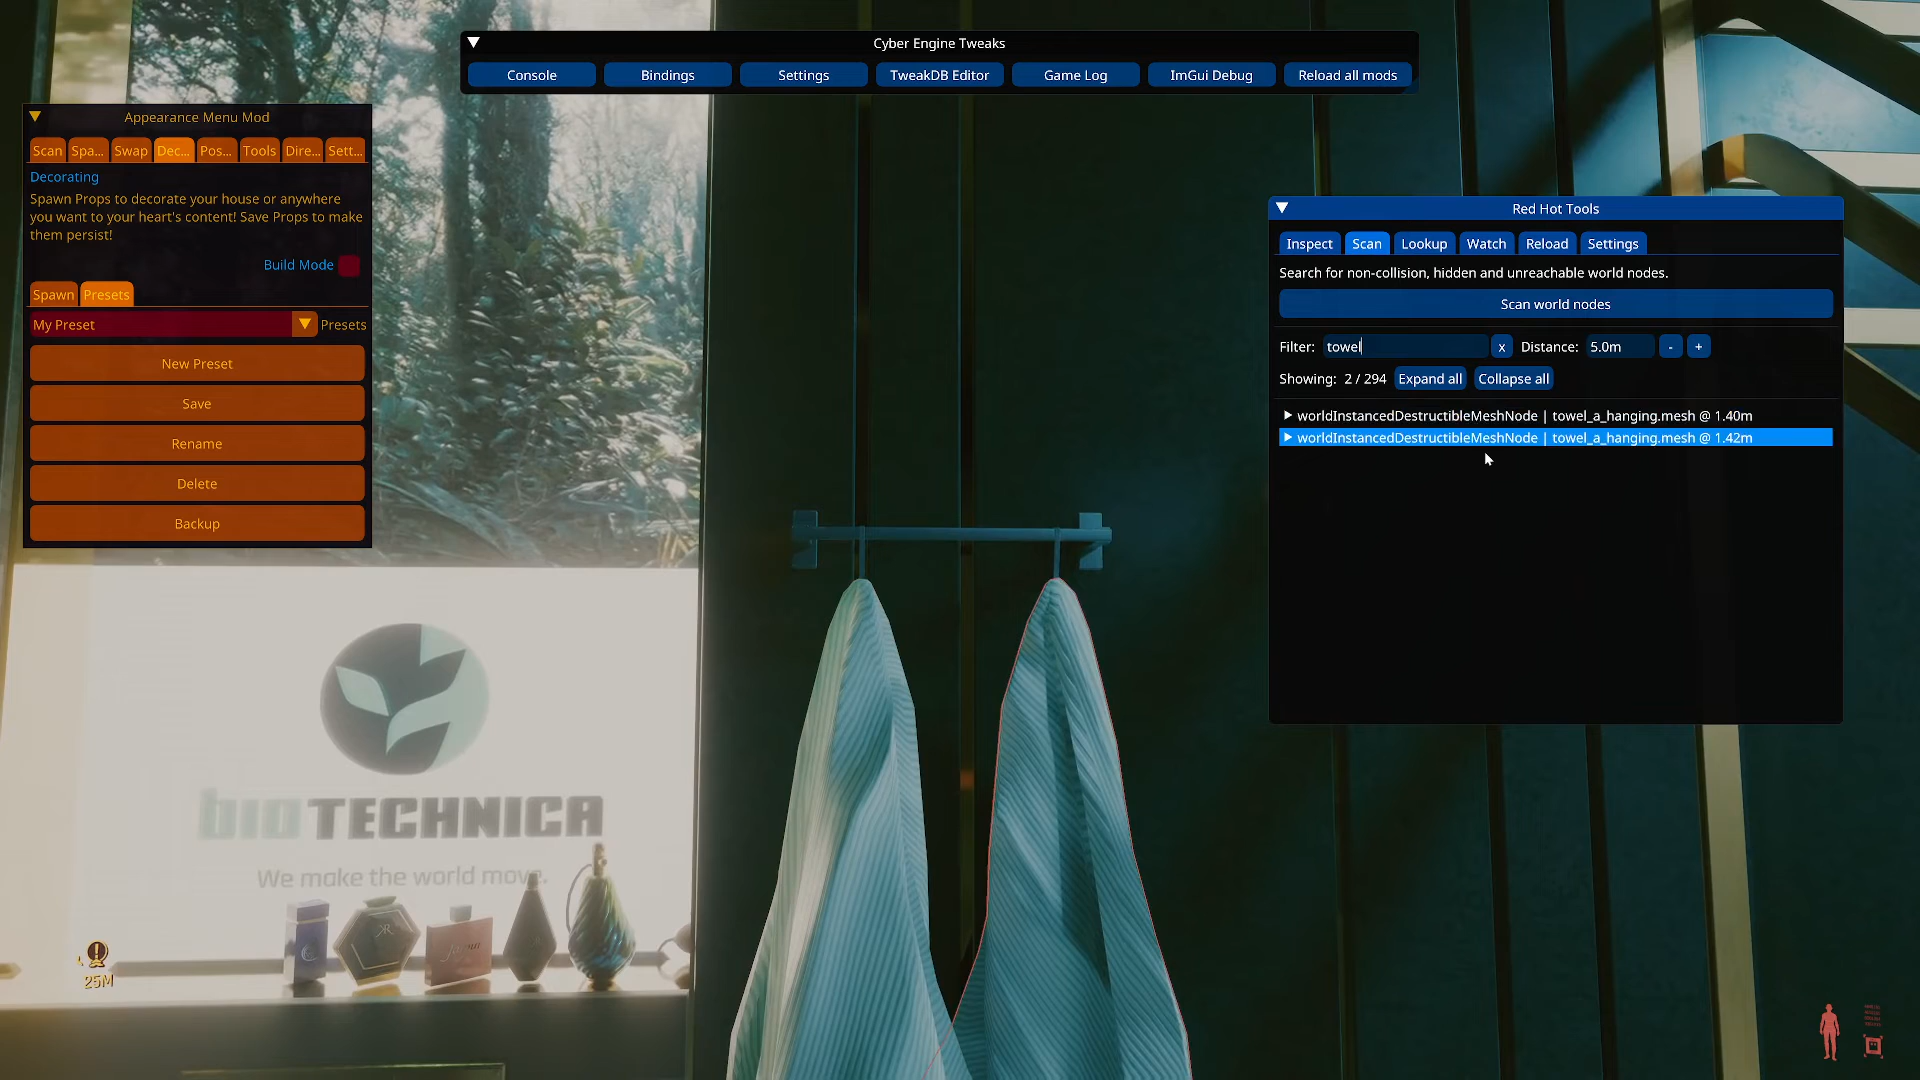 Cyber Engine Tweaks
Console Bindings Settings TweakDB Editor Game Log ImGui Debug Reload all mods
Appearance Menu Mod
Scan Spa... Swap Dec... Pos... Tools Dire... Sett...
Decorating
Spawn Props to decorate your house or anywhere
you want to your heart's content! Save Props to make
them persist!
Build Mode
Spawn Presets
My Preset Presets
New Preset
Save
Rename
Delete
Backup
Red Hot Tools
Inspect Scan Lookup Watch Reload Settings
Search for non-collision, hidden and unreachable world nodes.
Scan world nodes
Filter: towel x Distance: 5.0m - +
Showing: 2 / 294 Expand all Collapse all
worldInstancedDestructibleMeshNode | towel_a_hanging.mesh @ 1.40m
worldInstancedDestructibleMeshNode | towel_a_hanging.mesh @ 1.42m
bioTECHNICA
We make the world move.
25M